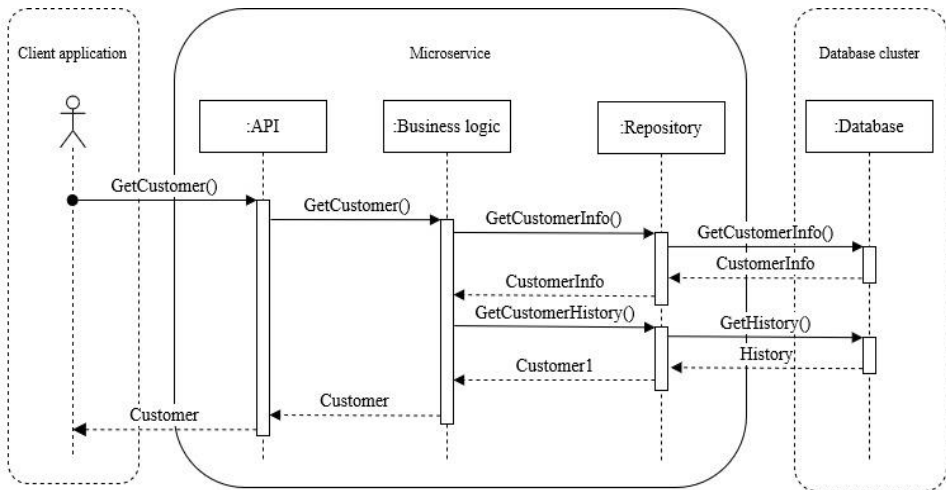 Client application
Microservice
Database cluster
:API
:Business logic
:Repository
:Database
GetCustomer()
GetCustomer()
GetCustomerInfo()
GetCustomerInfo()
CustomerInfo
CustomerInfo
GetCustomerHistory()
GetHistory()
History
Customer1
Customer
Customer